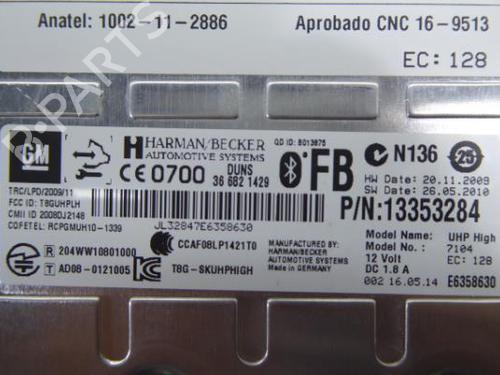 Anatel: 1002-11-2886
Aprobado CNC 16-9513
EC: 128
B-PARTS
GM
HARMAN/BECKER
AUTOMOTIVE SYSTEMS
QD ID: B013875
CE 0700
DUNS
36 682 1429
FB
N136
25
HW DATE: 20.11.2009
SW DATE: 26.05.2010
TRC/LPD/2009/11
FCC ID: T8GUHPLH
CMII ID 2008DJ2148
COFETEL: RCPGMUH10-1339
JL32847E6358630
P/N:13353284
R 204WW10801000
T AD08-0121005
CCAF08LP1421T0
T8G-SKUHPHIGH
MANUFACTURED BY:
HARMAN/BECKER
AUTOMOTIVE SYSTEMS
Made in GERMANY
Model Name: UHP High
Model: 7104
12 Volt EC: 128
DC 1.8 A
002 16.05.14 E6358630